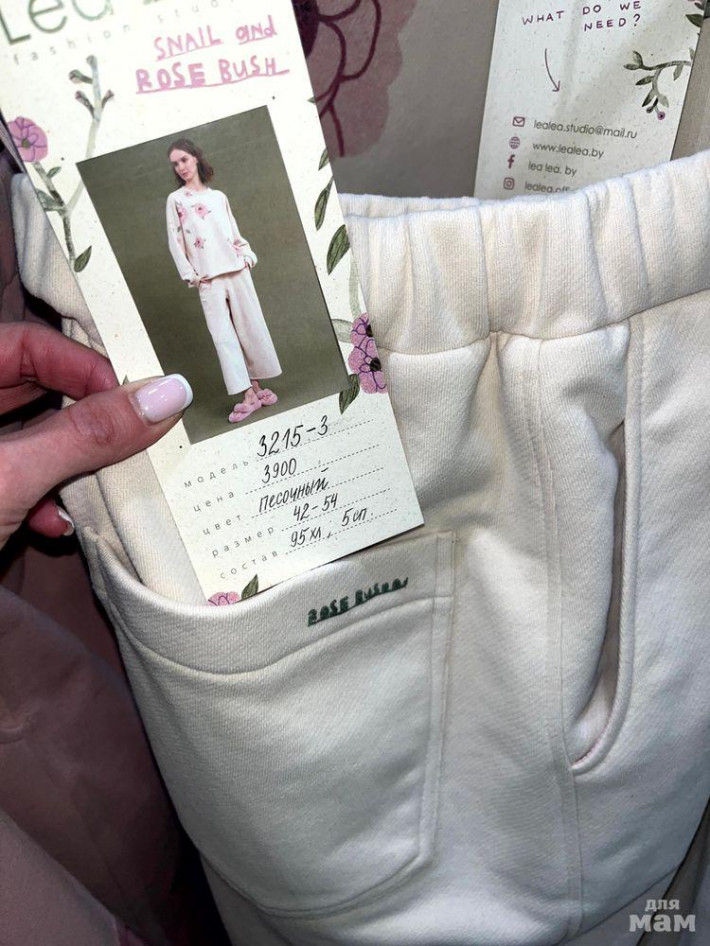 Lea
fashion studio
SNAIL and
ROSE BUSH
модель 3215-3
цена 3900
цвет песочный
размер 42-54
состав 95хл., 5сп.
WHAT DO WE
NEED?
lealea.studio@mail.ru
www.lealea.by
lea lea. by
ROSE BUSH
для
мам